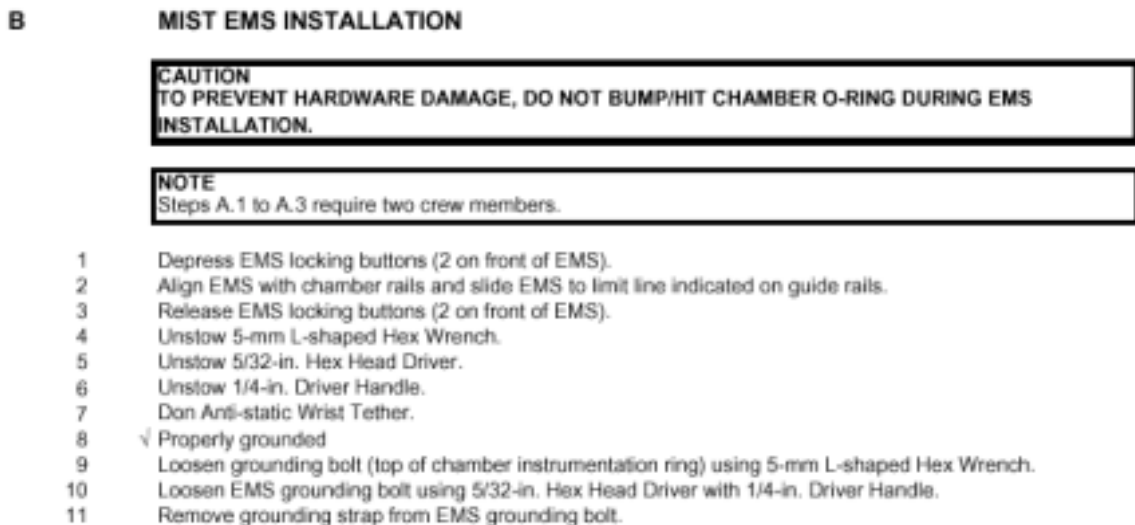 B MIST EMS INSTALLATION
CAUTION
TO PREVENT HARDWARE DAMAGE, DO NOT BUMP/HIT CHAMBER O-RING DURING EMS
INSTALLATION.
NOTE
Steps A.1 to A.3 require two crew members.
1 Depress EMS locking buttons (2 on front of EMS).
2 Align EMS with chamber rails and slide EMS to limit line indicated on guide rails.
3 Release EMS locking buttons (2 on front of EMS).
4 Unstow 5-mm L-shaped Hex Wrench.
5 Unstow 5/32-in. Hex Head Driver.
6 Unstow 1/4-in. Driver Handle.
7 Don Anti-static Wrist Tether.
8 √ Properly grounded
9 Loosen grounding bolt (top of chamber instrumentation ring) using 5-mm L-shaped Hex Wrench.
10 Loosen EMS grounding bolt using 5/32-in. Hex Head Driver with 1/4-in. Driver Handle.
11 Remove grounding strap from EMS grounding bolt.